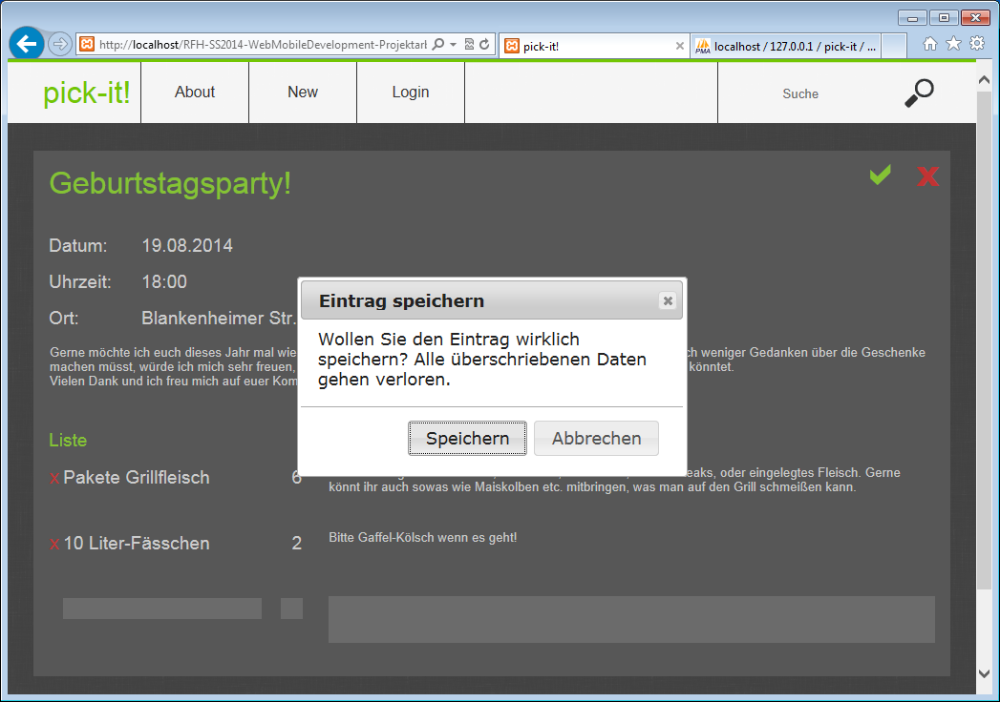 http://localhost/RFH-SS2014-WebMobileDevelopment-Projektarl
pick-it!
localhost / 127.0.0.1 / pick-it / ...
pick-it!
About
New
Login
Suche
Geburtstagsparty!
Datum: 19.08.2014
Uhrzeit: 18:00
Ort: Blankenheimer Str.
Gerne möchte ich euch dieses Jahr mal wie ch weniger Gedanken über die Geschenke
machen müsst, würde ich mich sehr freuen, könntet.
Vielen Dank und ich freu mich auf euer Kom
Eintrag speichern
Wollen Sie den Eintrag wirklich
speichern? Alle überschriebenen Daten
gehen verloren.
Speichern Abbrechen
Liste
x Pakete Grillfleisch 6 eaks, oder eingelegtes Fleisch. Gerne
könnt ihr auch sowas wie Maiskolben etc. mitbringen, was man auf den Grill schmeißen kann.
x 10 Liter-Fässchen 2 Bitte Gaffel-Kölsch wenn es geht!